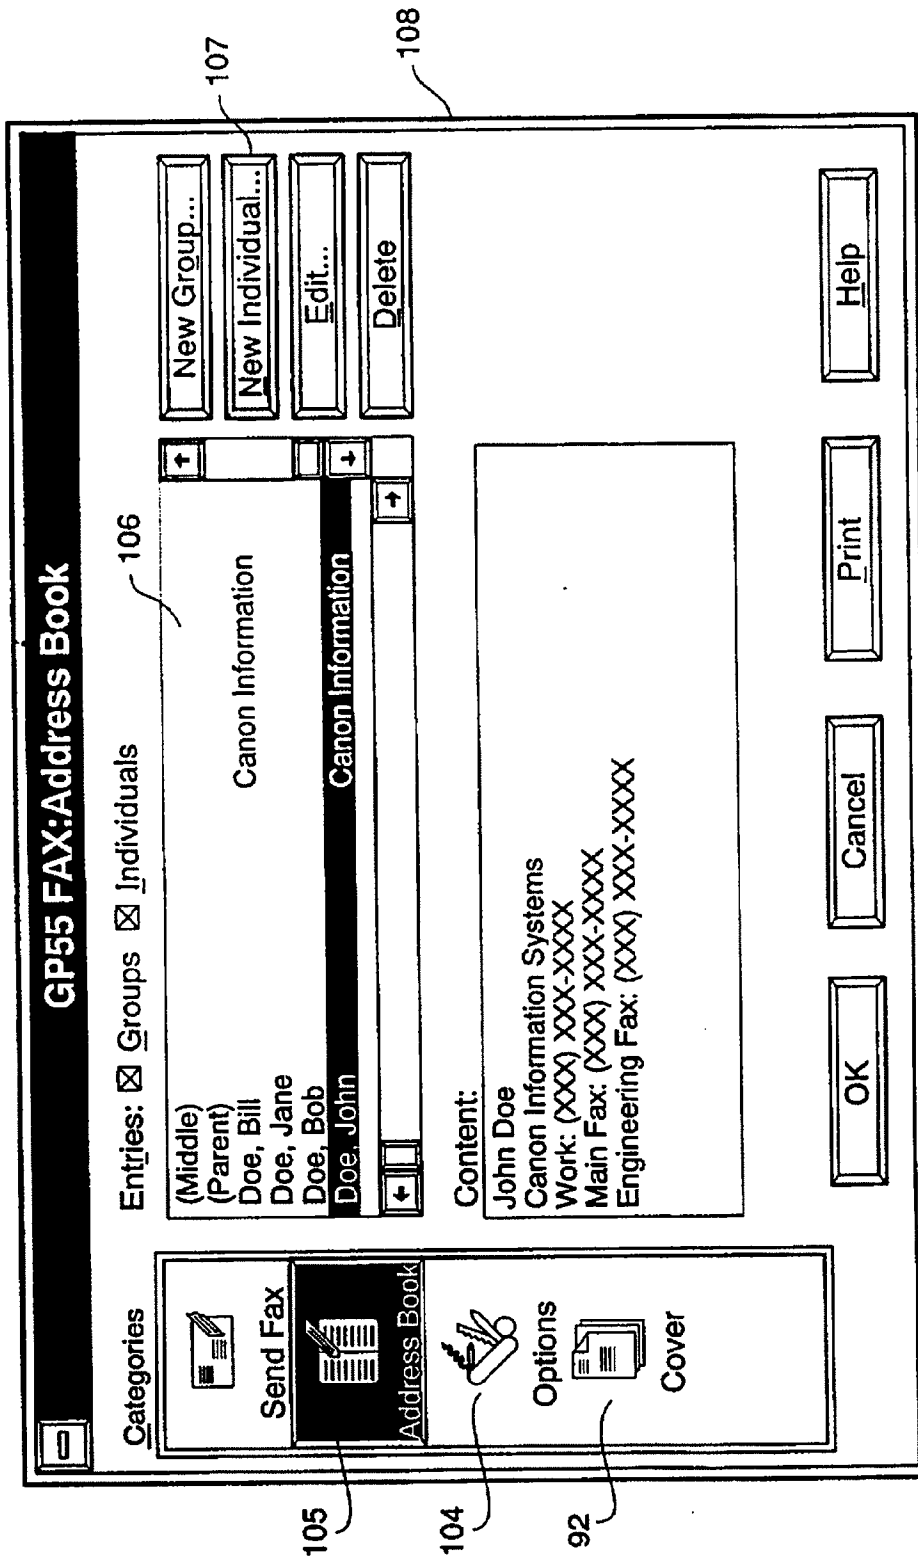 GP55 FAX:Address Book
Categories
Send Fax
Address Book
Options
Cover
Entries: ☒ Groups ☒ Individuals
(Middle)
(Parent)
Doe, Bill Canon Information
Doe, Jane
Doe, Bob
Doe, John Canon Information
New Group...
New Individual...
Edit...
Delete
Content:
John Doe
Canon Information Systems
Work: (XXX) XXX-XXXX
Main Fax: (XXX) XXX-XXXX
Engineering Fax: (XXX) XXX-XXXX
OK
Cancel
Print
Help
105
104
92
106
107
108